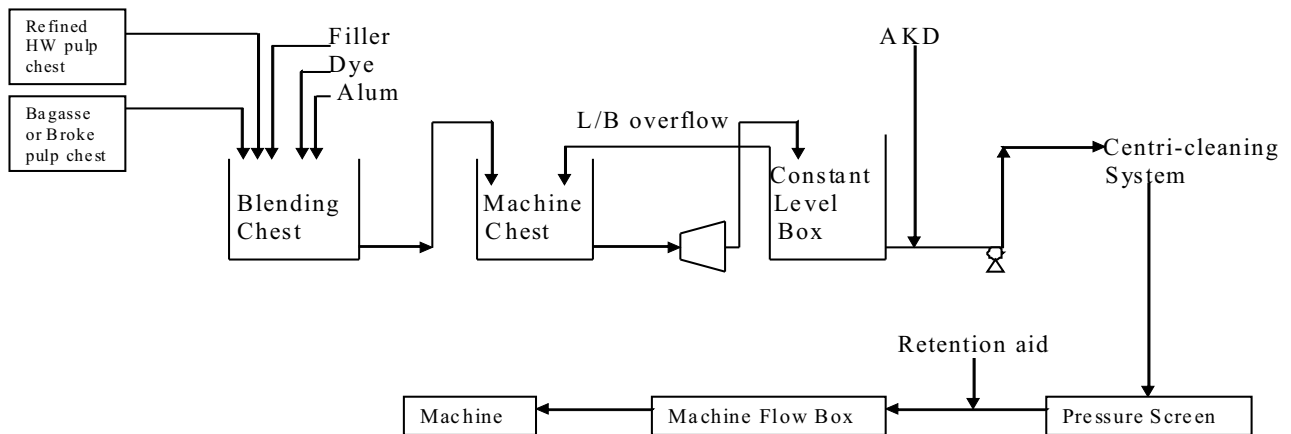 Refined
HW pulp
chest
Bagasse
or Broke
pulp chest
Filler
Dye
Alum
Blending
Chest
L/B overflow
Machine
Chest
AKD
Constant
Level
Box
Centri-cleaning
System
Retention aid
Machine
Machine Flow Box
Pressure Screen